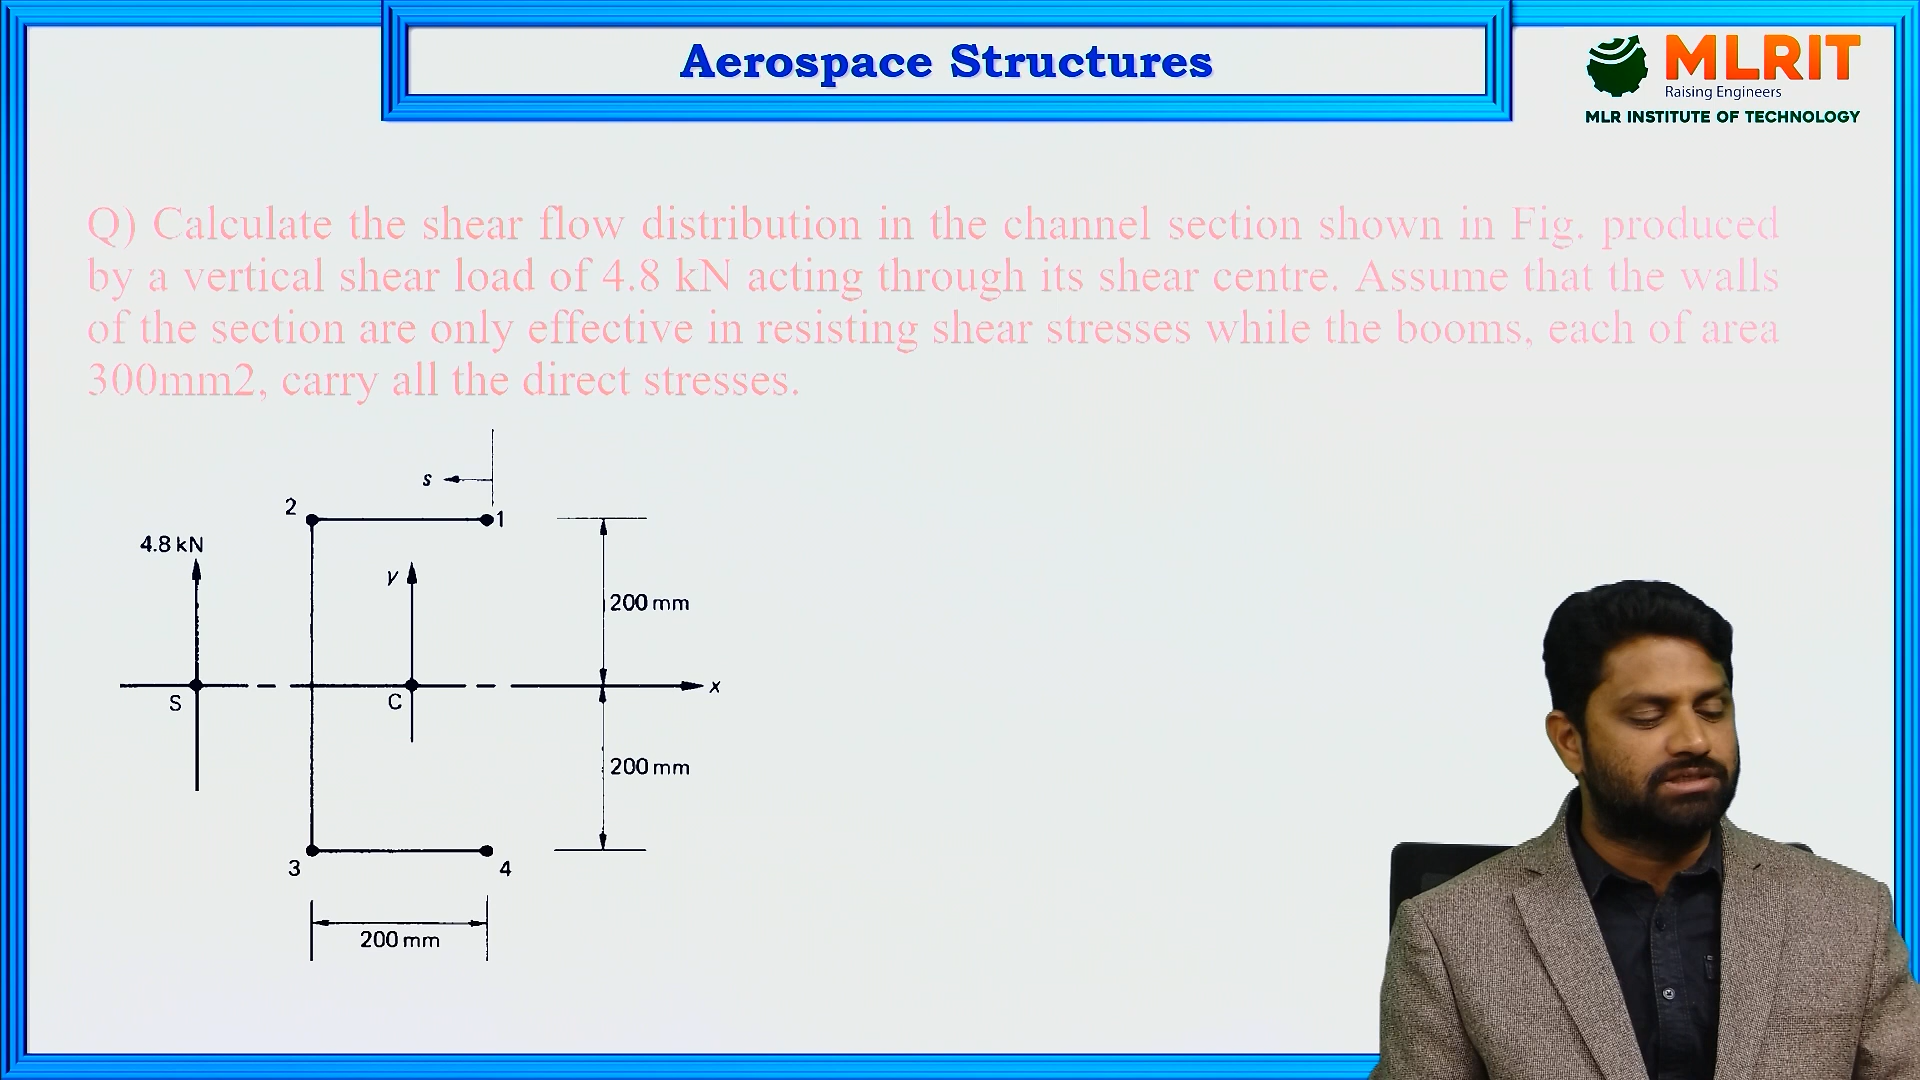 Aerospace Structures
MLRIT
Raising Engineers
MLR INSTITUTE OF TECHNOLOGY
Q) Calculate the shear flow distribution in the channel section shown in Fig. produced
by a vertical shear load of 4.8 kN acting through its shear centre. Assume that the walls
of the section are only effective in resisting shear stresses while the booms, each of area
300mm2, carry all the direct stresses.
s
2
1
4.8 kN
y
200 mm
x
S
C
200 mm
3
4
200 mm